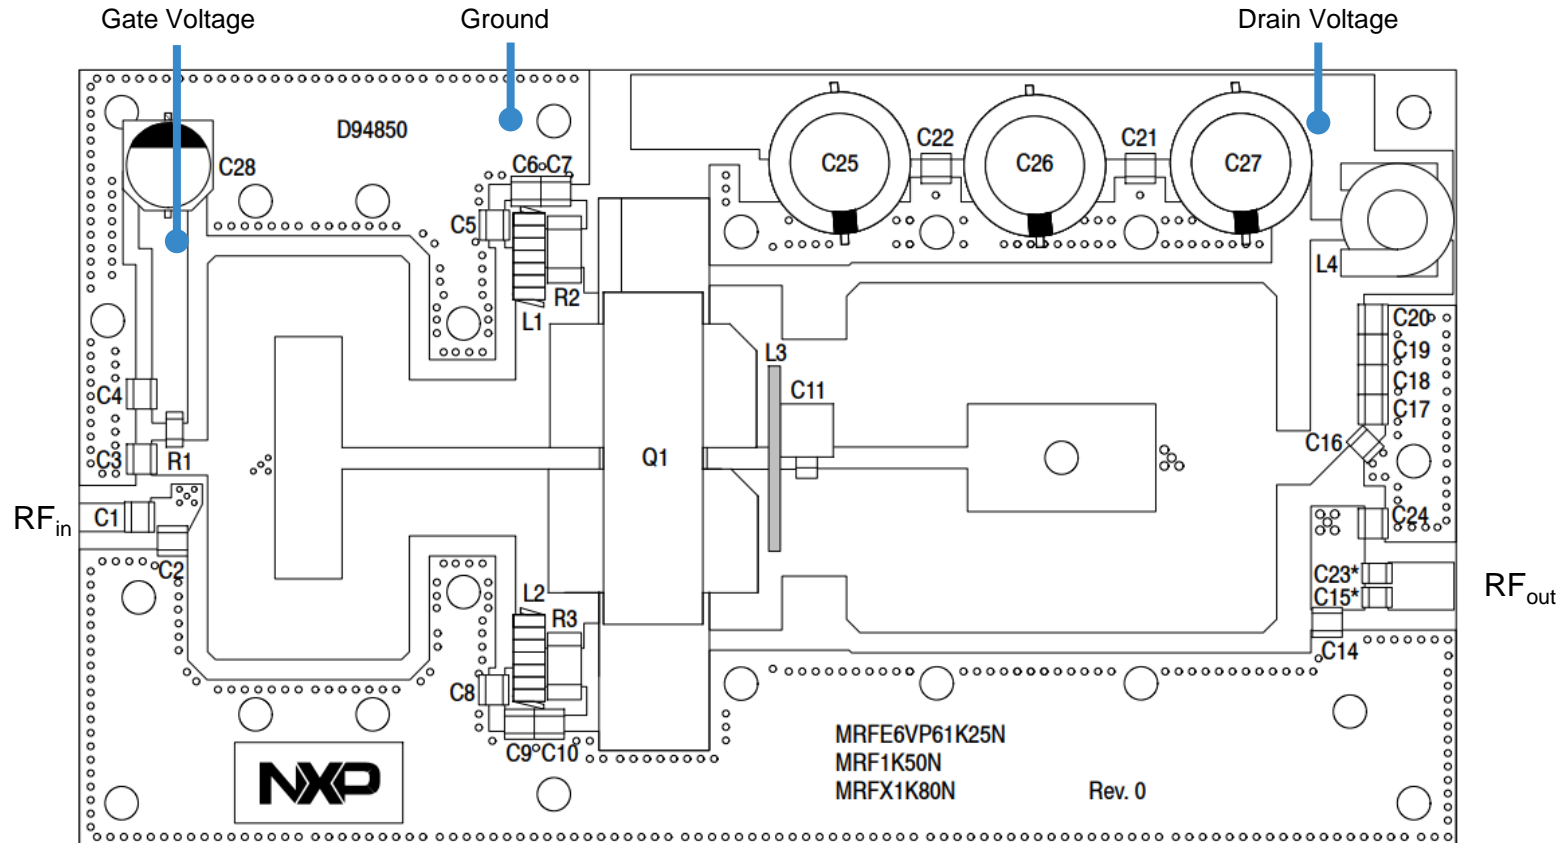 Gate Voltage
Ground
Drain Voltage
D94850
C28
C6 C7
C5
R2
L1
C25
C22
C26
C21
C27
L4
C20
C19
C18
C17
C16
L3
C11
Q1
C4
C3
R1
RFin
C1
C2
C24
C23*
C15*
RFout
C14
L2
R3
C8
C9 C10
NXP
MRFE6VP61K25N
MRF1K50N
MRFX1K80N
Rev. 0